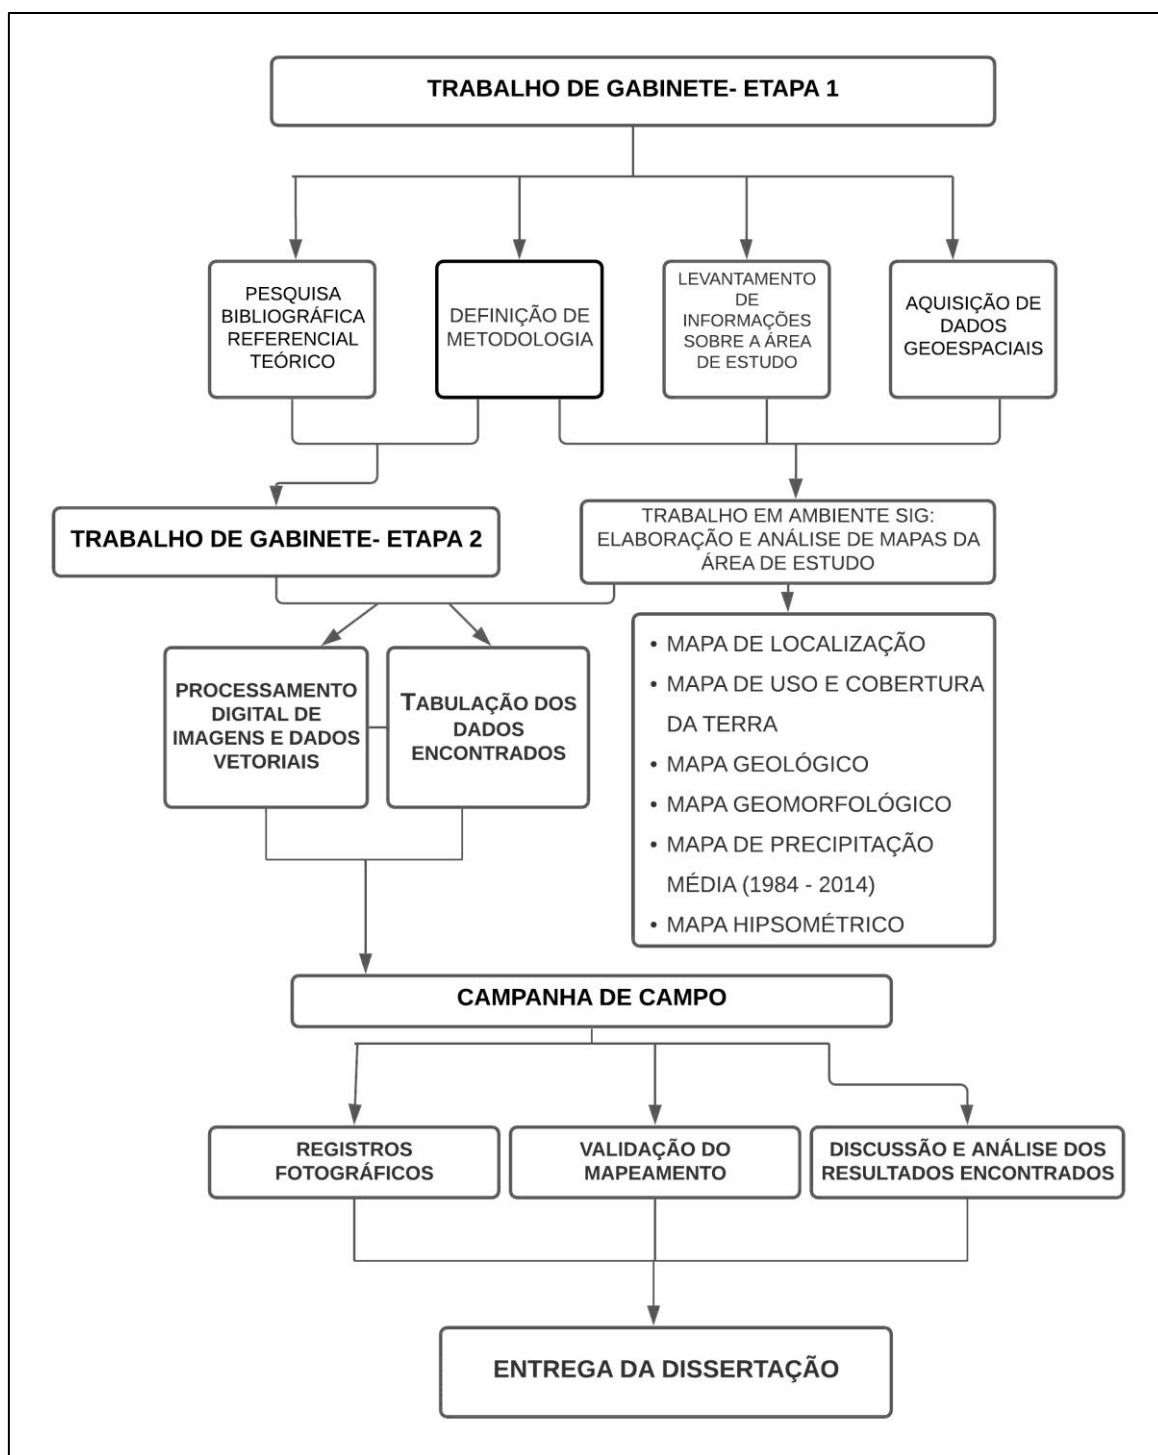 TRABALHO DE GABINETE- ETAPA 1
PESQUISA
BIBLIOGRÁFICA
REFERENCIAL
TEÓRICO
DEFINIÇÃO DE
METODOLOGIA
LEVANTAMENTO
DE
INFORMAÇÕES
SOBRE A ÁREA
DE ESTUDO
AQUISIÇÃO DE
DADOS
GEOESPACIAIS
TRABALHO DE GABINETE- ETAPA 2
TRABALHO EM AMBIENTE SIG:
ELABORAÇÃO E ANÁLISE DE MAPAS DA
ÁREA DE ESTUDO
PROCESSAMENTO
DIGITAL DE
IMAGENS E DADOS
VETORIAIS
TABULAÇÃO DOS
DADOS
ENCONTRADOS
• MAPA DE LOCALIZAÇÃO
• MAPA DE USO E COBERTURA
DA TERRA
• MAPA GEOLÓGICO
• MAPA GEOMORFOLÓGICO
• MAPA DE PRECIPITAÇÃO
MÉDIA (1984 - 2014)
• MAPA HIPSOMÉTRICO
CAMPANHA DE CAMPO
REGISTROS
FOTOGRÁFICOS
VALIDAÇÃO DO
MAPEAMENTO
DISCUSSÃO E ANÁLISE DOS
RESULTADOS ENCONTRADOS
ENTREGA DA DISSERTAÇÃO